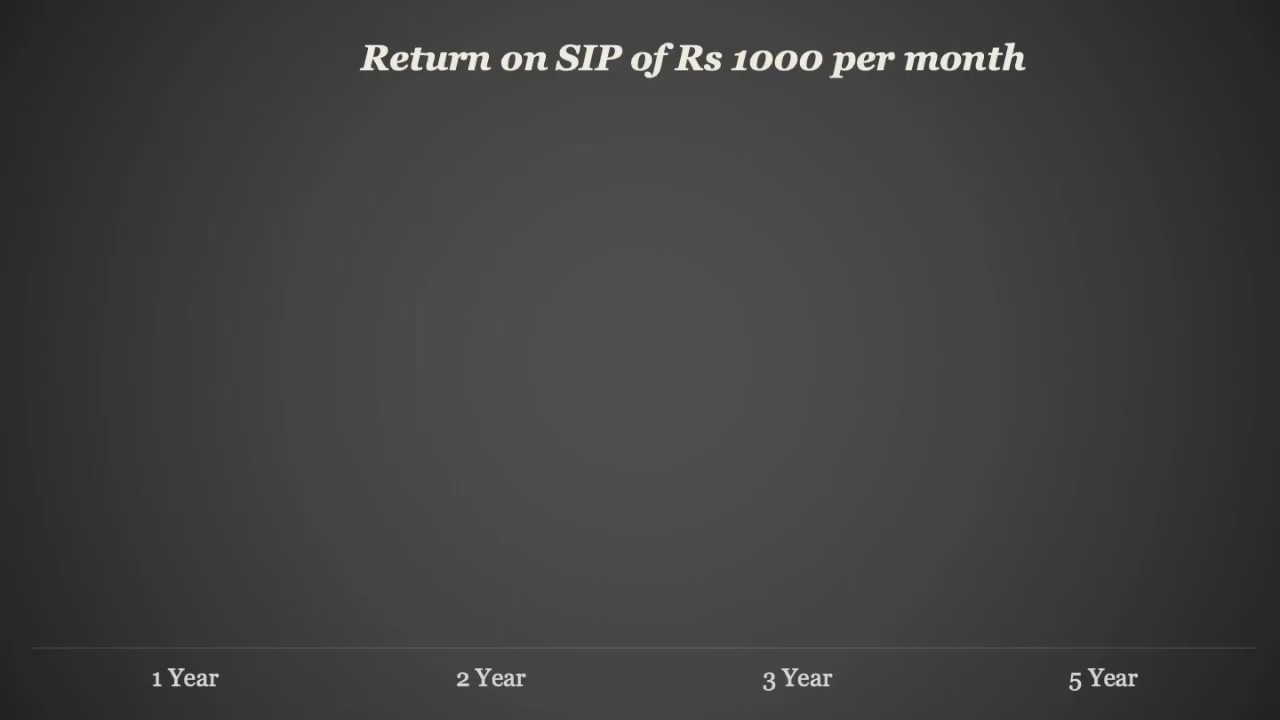 Return on SIP of Rs 1000 per month
1 Year 2 Year 3 Year 5 Year